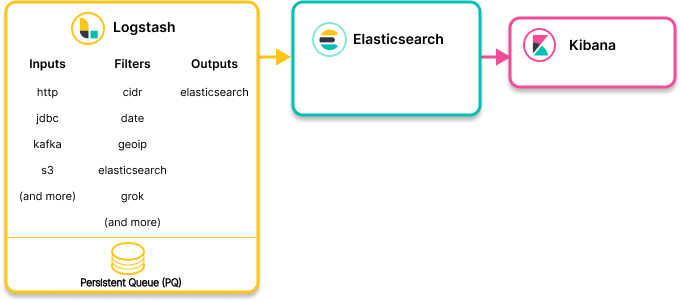 Logstash
Inputs Filters Outputs
http cidr elasticsearch
jdbc date
kafka geoip
s3 elasticsearch
(and more) grok
(and more)
Persistent Queue (PQ)
Elasticsearch
Kibana